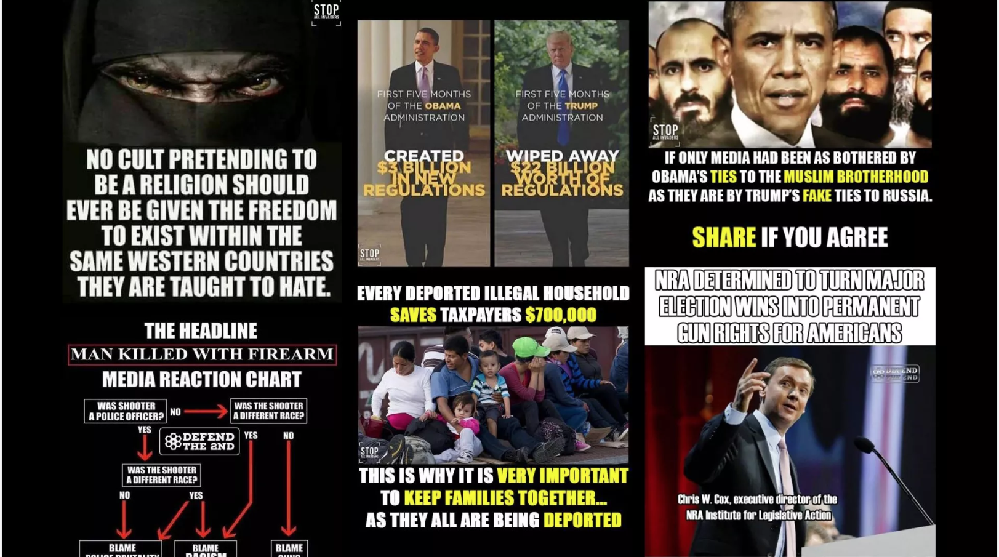 STOP
ALL INVADERS
NO CULT PRETENDING TO
BE A RELIGION SHOULD
EVER BE GIVEN THE FREEDOM
TO EXIST WITHIN THE
SAME WESTERN COUNTRIES
THEY ARE TAUGHT TO HATE.
THE HEADLINE
MAN KILLED WITH FIREARM
MEDIA REACTION CHART
WAS SHOOTER
A POLICE OFFICER?
NO
WAS THE SHOOTER
A DIFFERENT RACE?
YES
DEFEND
THE 2ND
YES
NO
WAS THE SHOOTER
A DIFFERENT RACE?
NO
YES
BLAME
POLICE BRUTALITY
BLAME
RACISM
BLAME
GUNS
FIRST FIVE MONTHS
OF THE OBAMA
ADMINISTRATION
CREATED
$3 BILLION
IN NEW
REGULATIONS
STOP
ALL INVADERS
FIRST FIVE MONTHS
OF THE TRUMP
ADMINISTRATION
WIPED AWAY
$22 BILLION
WORTH OF
REGULATIONS
EVERY DEPORTED ILLEGAL HOUSEHOLD
SAVES TAXPAYERS $700,000
STOP
ALL INVADERS
THIS IS WHY IT IS VERY IMPORTANT
TO KEEP FAMILIES TOGETHER...
AS THEY ALL ARE BEING DEPORTED
STOP
ALL INVADERS
IF ONLY MEDIA HAD BEEN AS BOTHERED BY
OBAMA'S TIES TO THE MUSLIM BROTHERHOOD
AS THEY ARE BY TRUMP'S FAKE TIES TO RUSSIA.
SHARE IF YOU AGREE
NRA DETERMINED TO TURN MAJOR
ELECTION WINS INTO PERMANENT
GUN RIGHTS FOR AMERICANS
DEFEND
THE 2ND
Chris W. Cox, executive director of the
NRA Institute for Legislative Action